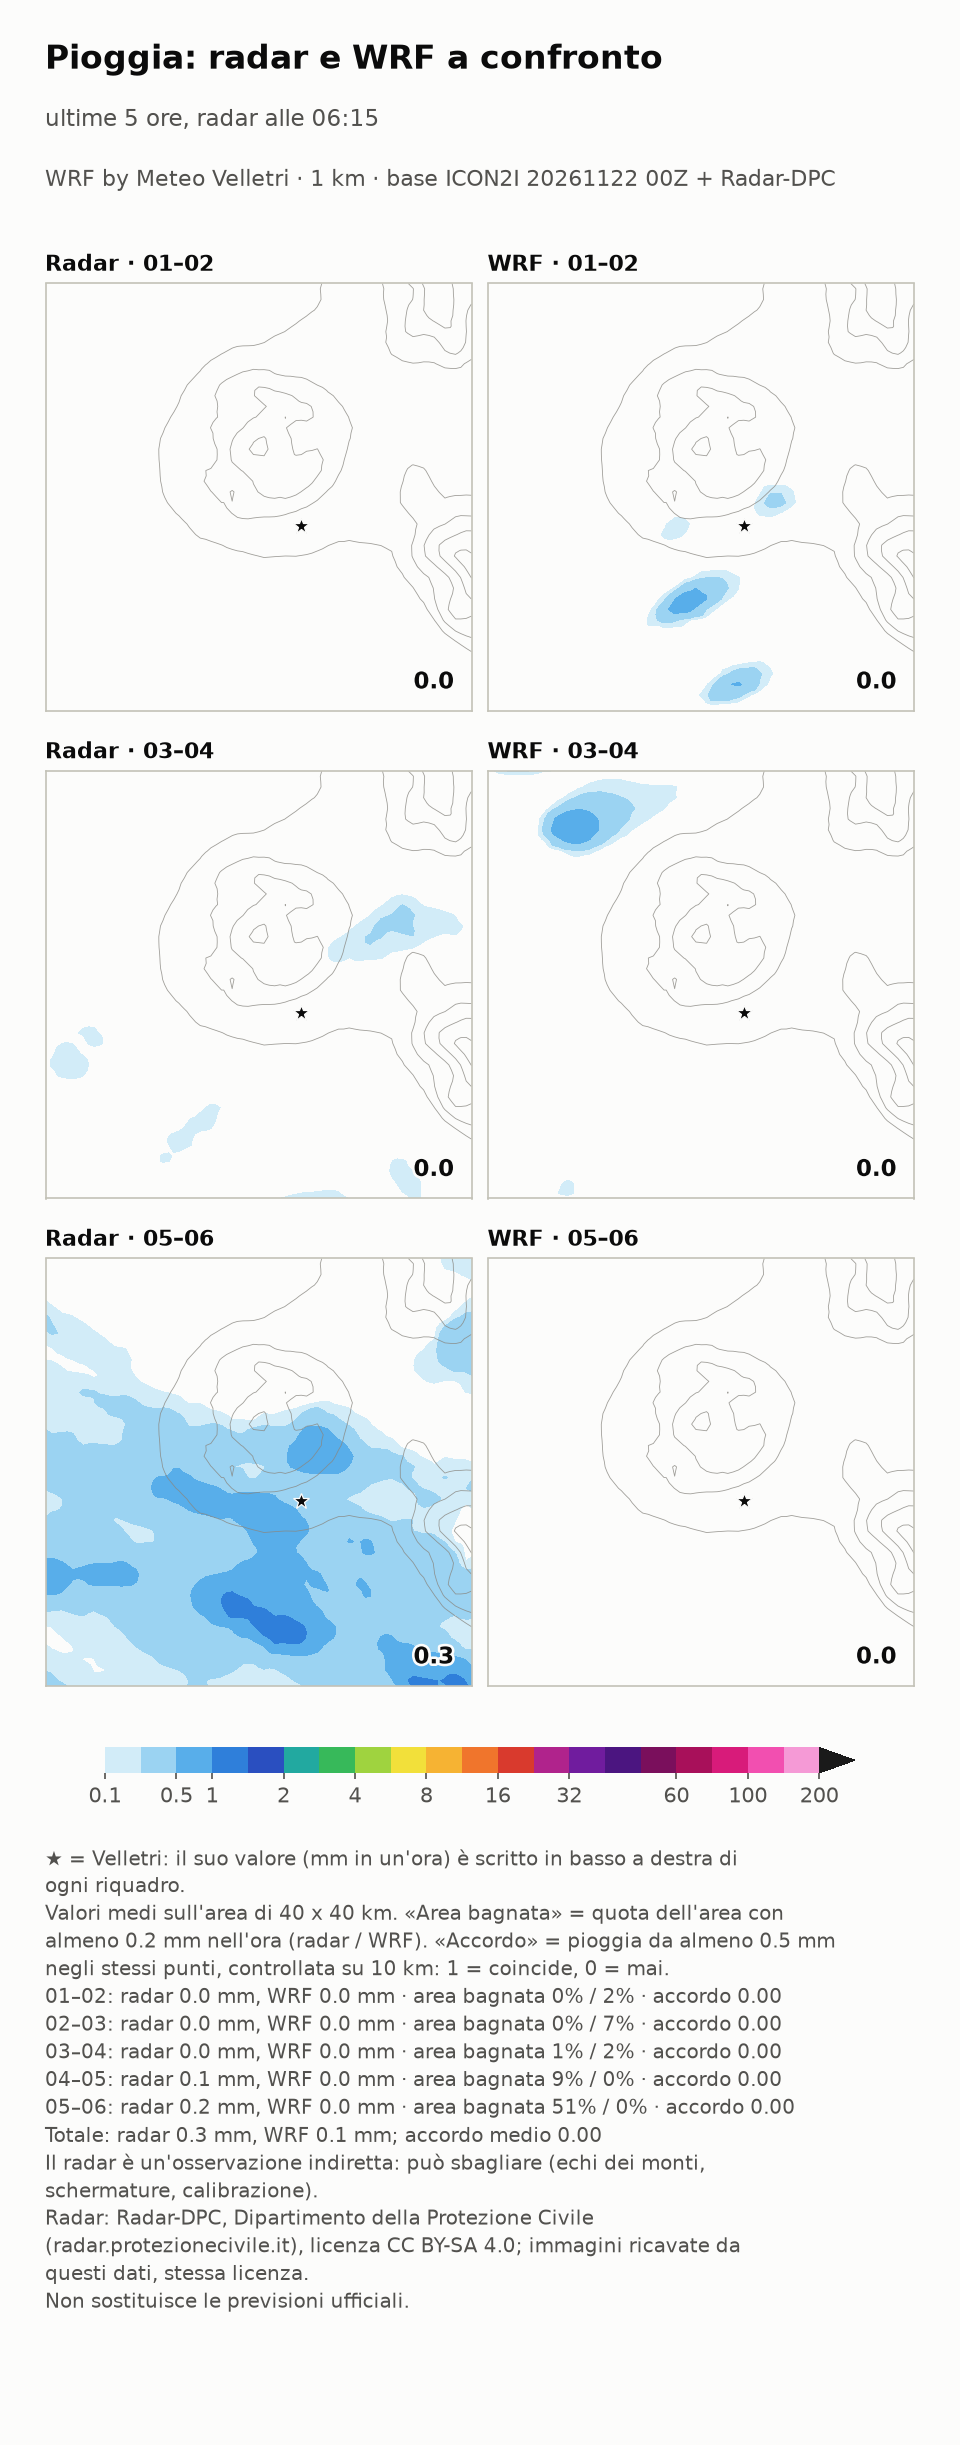 Pioggia: radar e WRF a confronto
ultime 5 ore, radar alle 06:15
WRF by Meteo Velletri · 1 km · base ICON2I 20261122 00Z + Radar-DPC
Radar · 01–02
WRF · 01–02
0.0
0.0
Radar · 03–04
WRF · 03–04
0.0
0.0
Radar · 05–06
WRF · 05–06
0.3
0.0
0.1 0.5 1 2 4 8 16 32 60 100 200
★ = Velletri: il suo valore (mm in un'ora) è scritto in basso a destra di
ogni riquadro.
Valori medi sull'area di 40 x 40 km. «Area bagnata» = quota dell'area con
almeno 0.2 mm nell'ora (radar / WRF). «Accordo» = pioggia da almeno 0.5 mm
negli stessi punti, controllata su 10 km: 1 = coincide, 0 = mai.
01–02: radar 0.0 mm, WRF 0.0 mm · area bagnata 0% / 2% · accordo 0.00
02–03: radar 0.0 mm, WRF 0.0 mm · area bagnata 0% / 7% · accordo 0.00
03–04: radar 0.0 mm, WRF 0.0 mm · area bagnata 1% / 2% · accordo 0.00
04–05: radar 0.1 mm, WRF 0.0 mm · area bagnata 9% / 0% · accordo 0.00
05–06: radar 0.2 mm, WRF 0.0 mm · area bagnata 51% / 0% · accordo 0.00
Totale: radar 0.3 mm, WRF 0.1 mm; accordo medio 0.00
Il radar è un'osservazione indiretta: può sbagliare (echi dei monti,
schermature, calibrazione).
Radar: Radar-DPC, Dipartimento della Protezione Civile
(radar.protezionecivile.it), licenza CC BY-SA 4.0; immagini ricavate da
questi dati, stessa licenza.
Non sostituisce le previsioni ufficiali.